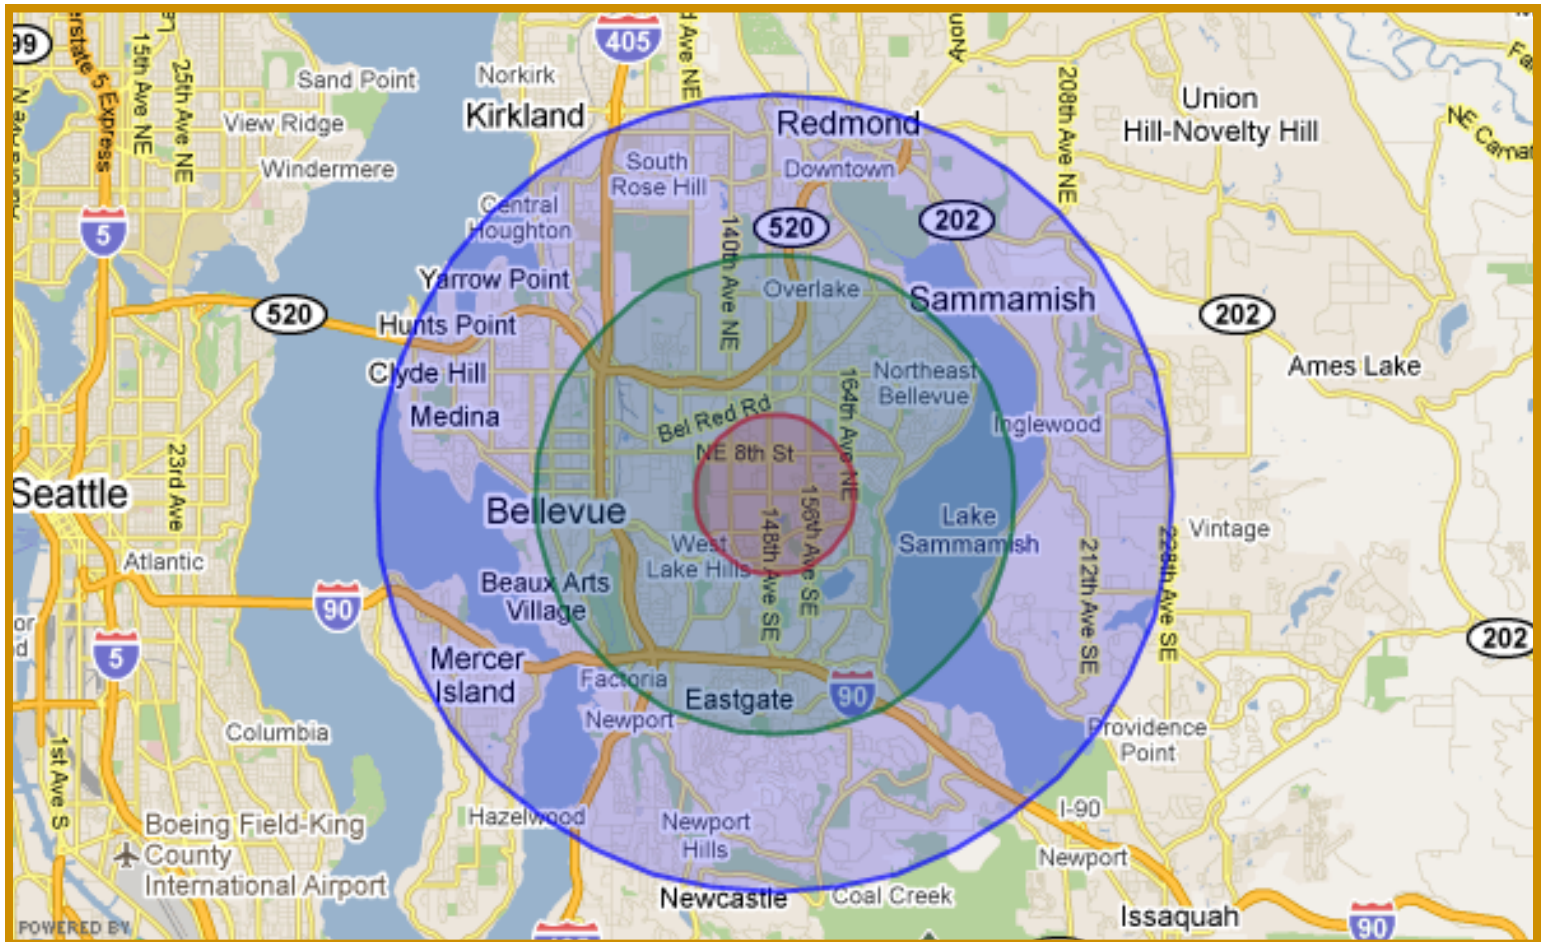 99
Interstate 5 Express
15th Ave NE
25th Ave NE
Sand Point
Norkirk
405
Kirkland
View Ridge
Windermere
Redmond
208th Ave NE
Union
Hill-Novelty Hill
South
Rose Hill
Downtown
Central
Houghton
5
140th Ave NE
520
202
Yarrow Point
Overlake
Sammamish
520
Hunts Point
202
Clyde Hill
Northeast
Bellevue
Ames Lake
Medina
Bel Red Rd
164th Ave NE
Inglewood
NE 8th St
23rd Ave
Seattle
Bellevue
148th Ave SE
156th Ave SE
Lake
Sammamish
Vintage
212th Ave SE
228th Ave SE
Atlantic
West
Lake Hills
Beaux Arts
Village
90
5
202
Mercer
Island
Factoria
Eastgate
90
Newport
Columbia
Providence
Point
1st Ave S
Boeing Field-King
County
International Airport
Hazelwood
Newport
Hills
I-90
Newport
Newcastle
Coal Creek
Issaquah
90
POWERED BY